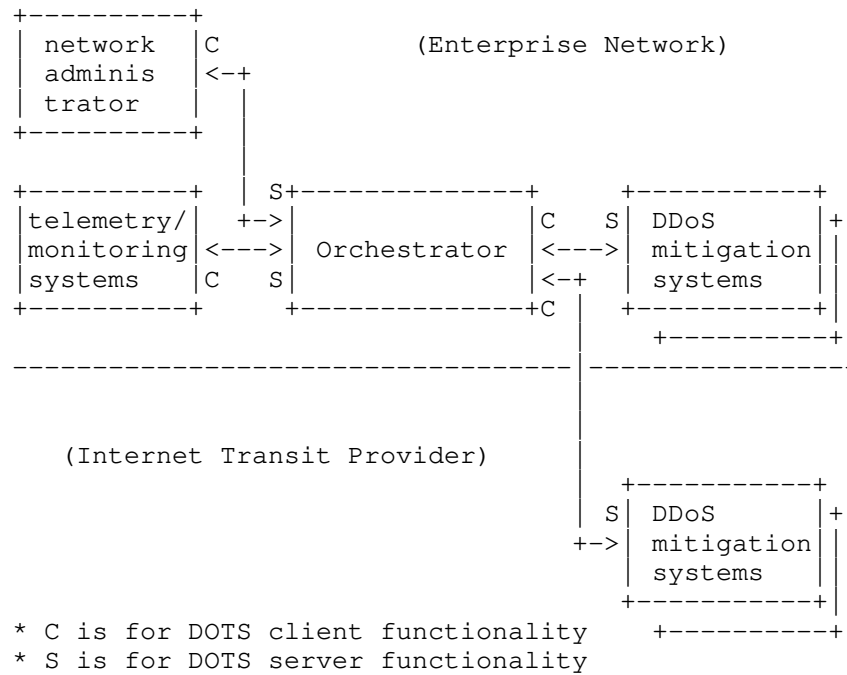 network C (Enterprise Network)
adminis
trator
S
telemetry/ C S DDoS
monitoring Orchestrator mitigation
systems C S systems
C
(Internet Transit Provider)
S DDoS
mitigation
systems
* C is for DOTS client functionality
* S is for DOTS server functionality